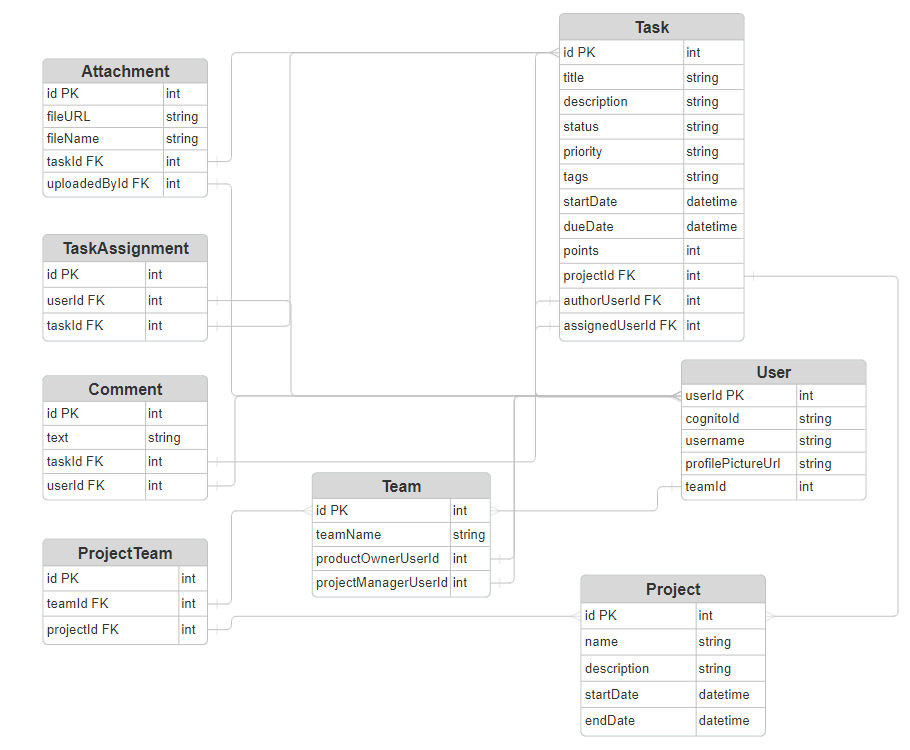 Task
id PK int
title string
description string
status string
priority string
tags string
startDate datetime
dueDate datetime
points int
projectId FK int
authorUserId FK int
assignedUserId FK int
Attachment
id PK int
fileURL string
fileName string
taskId FK int
uploadedById FK int
TaskAssignment
id PK int
userId FK int
taskId FK int
User
userId PK int
cognitoId string
username string
profilePictureUrl string
teamId int
Comment
id PK int
text string
taskId FK int
userId FK int
Team
id PK int
teamName string
productOwnerUserId int
projectManagerUserId int
ProjectTeam
id PK int
teamId FK int
projectId FK int
Project
id PK int
name string
description string
startDate datetime
endDate datetime